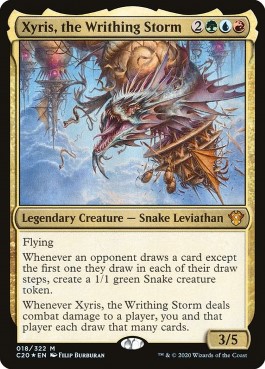 Xyris, the Writhing Storm 2
Legendary Creature — Snake Leviathan
Flying
Whenever an opponent draws a card except
the first one they draw in each of their draw
steps, create a 1/1 green Snake creature
token.
Whenever Xyris, the Writhing Storm deals
combat damage to a player, you and that
player each draw that many cards.
3/5
018/322 M
C20 ★ EN Filip Burburan
™ & © 2020 Wizards of the Coast